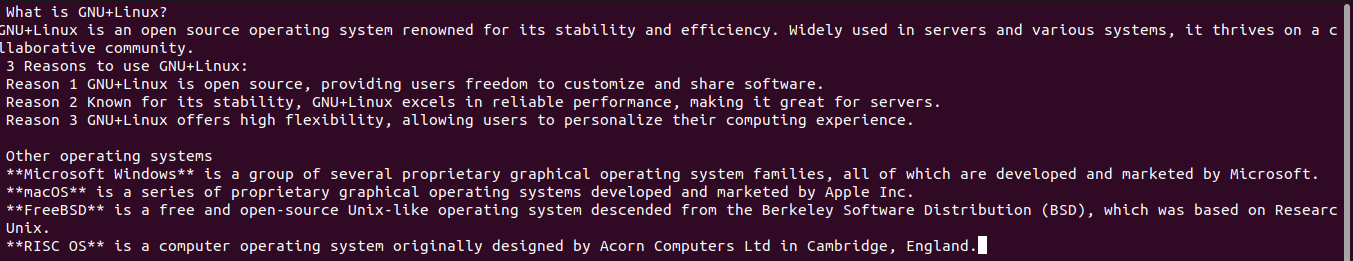 What is GNU+Linux?
GNU+Linux is an open source operating system renowned for its stability and efficiency. Widely used in servers and various systems, it thrives on a c
llaborative community.
3 Reasons to use GNU+Linux:
Reason 1 GNU+Linux is open source, providing users freedom to customize and share software.
Reason 2 Known for its stability, GNU+Linux excels in reliable performance, making it great for servers.
Reason 3 GNU+Linux offers high flexibility, allowing users to personalize their computing experience.
Other operating systems
**Microsoft Windows** is a group of several proprietary graphical operating system families, all of which are developed and marketed by Microsoft.
**macOS** is a series of proprietary graphical operating systems developed and marketed by Apple Inc.
**FreeBSD** is a free and open-source Unix-like operating system descended from the Berkeley Software Distribution (BSD), which was based on Researc
Unix.
**RISC OS** is a computer operating system originally designed by Acorn Computers Ltd in Cambridge, England.